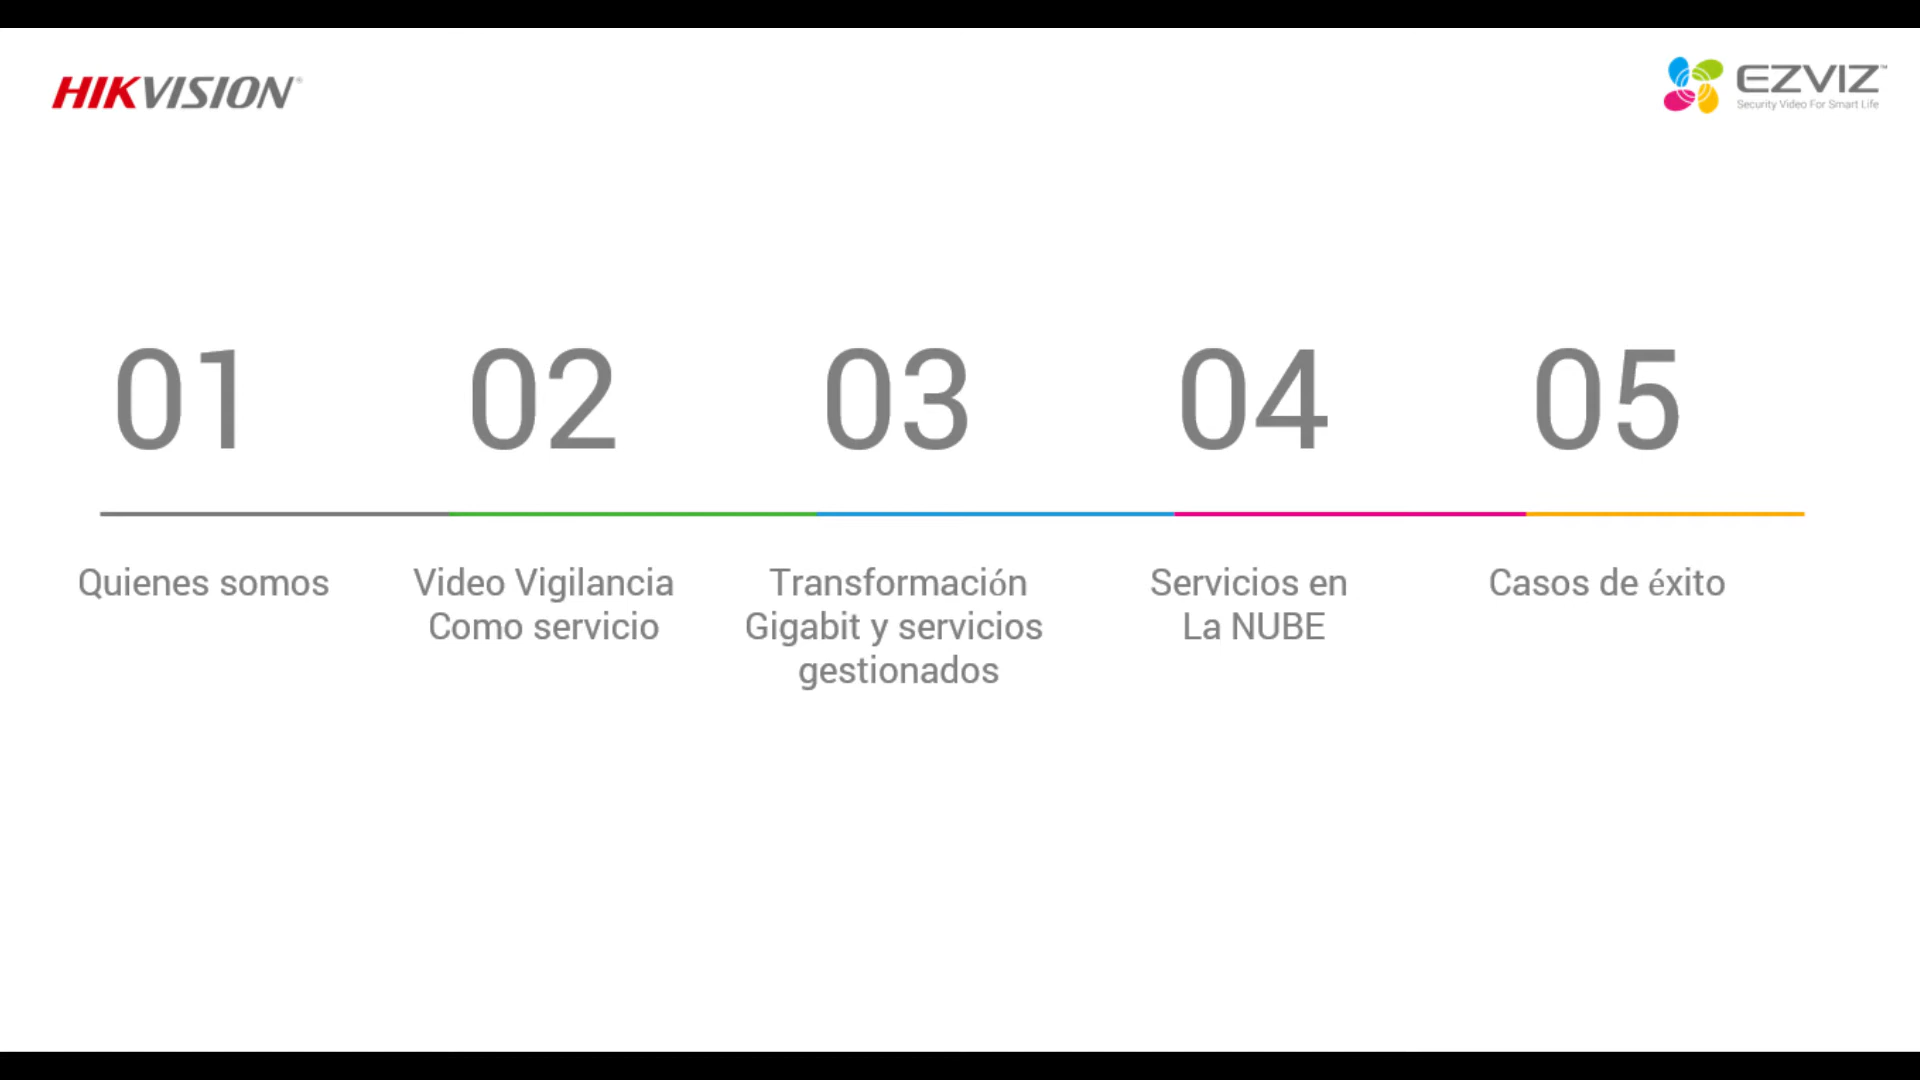 HIKVISION®
EZVIZ™
Security Video For Smart Life
01
02
03
04
05
Quienes somos
Video Vigilancia
Como servicio
Transformación
Gigabit y servicios
gestionados
Servicios en
La NUBE
Casos de éxito